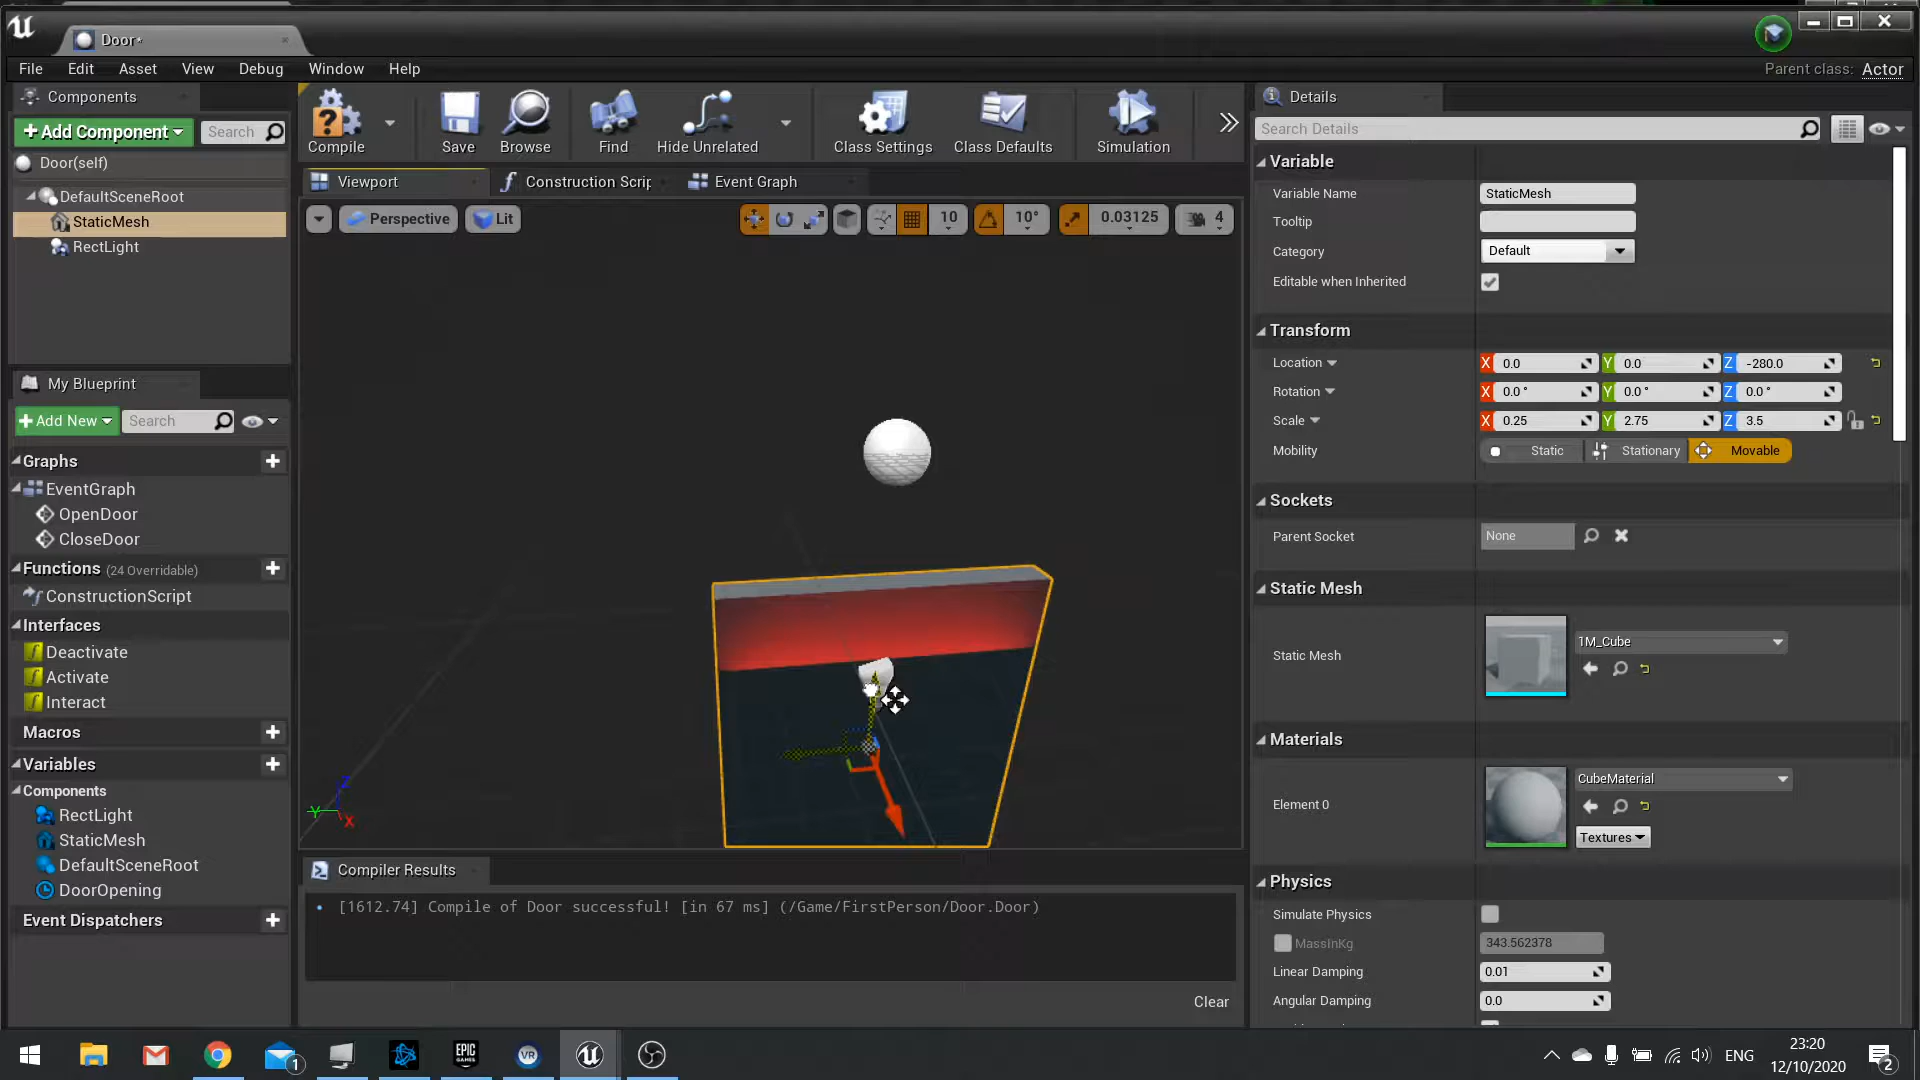 Door•
File Edit Asset View Debug Window Help
Parent class: Actor
Components
+Add Component
Search
Door(self)
DefaultSceneRoot
StaticMesh
RectLight
My Blueprint
+Add New
Search
Graphs
EventGraph
OpenDoor
CloseDoor
Functions (24 Overridable)
ConstructionScript
Interfaces
Deactivate
Activate
Interact
Macros
Variables
Components
RectLight
StaticMesh
DefaultSceneRoot
DoorOpening
Event Dispatchers
Compile
Save
Browse
Find
Hide Unrelated
Class Settings
Class Defaults
Simulation
Viewport
Construction Scrip
Event Graph
Perspective
Lit
10
10°
0.03125
4
Z
Y
X
Compiler Results
[1612.74] Compile of Door successful! [in 67 ms] (/Game/FirstPerson/Door.Door)
Clear
Details
Search Details
Variable
Variable Name StaticMesh
Tooltip
Category Default
Editable when Inherited
Transform
Location X 0.0 Y 0.0 Z -280.0
Rotation X 0.0 ° Y 0.0 ° Z 0.0 °
Scale X 0.25 Y 2.75 Z 3.5
Mobility Static Stationary Movable
Sockets
Parent Socket None
Static Mesh
Static Mesh 1M_Cube
Materials
Element 0 CubeMaterial
Textures
Physics
Simulate Physics
MassInKg 343.562378
Linear Damping 0.01
Angular Damping 0.0
1
EPIC
GAMES
VR
ENG
23:20
12/10/2020
2